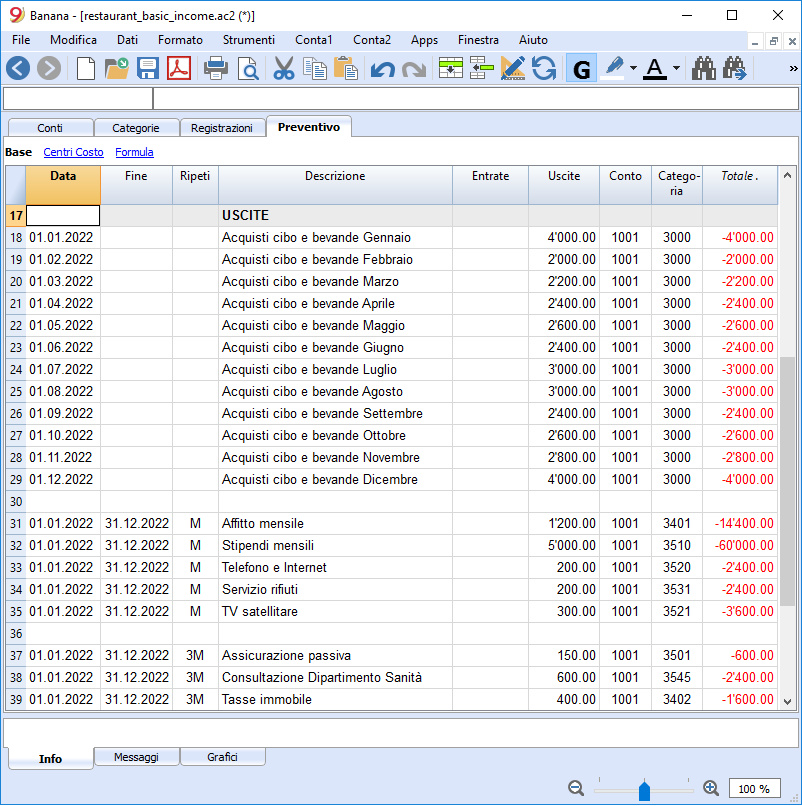 Banana - [restaurant_basic_income.ac2 (*)]
File Modifica Dati Formato Strumenti Conta1 Conta2 Apps Finestra Aiuto
G A »
Conti Categorie Registrazioni Preventivo
Base Centri Costo Formula
Data Fine Ripeti Descrizione Entrate Uscite Conto Catego- Totale .
ria
17 USCITE
18 01.01.2022 Acquisti cibo e bevande Gennaio 4'000.00 1001 3000 -4'000.00
19 01.02.2022 Acquisti cibo e bevande Febbraio 2'000.00 1001 3000 -2'000.00
20 01.03.2022 Acquisti cibo e bevande Marzo 2'200.00 1001 3000 -2'200.00
21 01.04.2022 Acquisti cibo e bevande Aprile 2'400.00 1001 3000 -2'400.00
22 01.05.2022 Acquisti cibo e bevande Maggio 2'600.00 1001 3000 -2'600.00
23 01.06.2022 Acquisti cibo e bevande Giugno 2'400.00 1001 3000 -2'400.00
24 01.07.2022 Acquisti cibo e bevande Luglio 3'000.00 1001 3000 -3'000.00
25 01.08.2022 Acquisti cibo e bevande Agosto 3'000.00 1001 3000 -3'000.00
26 01.09.2022 Acquisti cibo e bevande Settembre 2'400.00 1001 3000 -2'400.00
27 01.10.2022 Acquisti cibo e bevande Ottobre 2'600.00 1001 3000 -2'600.00
28 01.11.2022 Acquisti cibo e bevande Novembre 2'800.00 1001 3000 -2'800.00
29 01.12.2022 Acquisti cibo e bevande Dicembre 4'000.00 1001 3000 -4'000.00
30
31 01.01.2022 31.12.2022 M Affitto mensile 1'200.00 1001 3401 -14'400.00
32 01.01.2022 31.12.2022 M Stipendi mensili 5'000.00 1001 3510 -60'000.00
33 01.01.2022 31.12.2022 M Telefono e Internet 200.00 1001 3520 -2'400.00
34 01.01.2022 31.12.2022 M Servizio rifiuti 200.00 1001 3531 -2'400.00
35 01.01.2022 31.12.2022 M TV satellitare 300.00 1001 3521 -3'600.00
36
37 01.01.2022 31.12.2022 3M Assicurazione passiva 150.00 1001 3501 -600.00
38 01.01.2022 31.12.2022 3M Consultazione Dipartimento Sanità 600.00 1001 3545 -2'400.00
39 01.01.2022 31.12.2022 3M Tasse immobile 400.00 1001 3402 -1'600.00
Info Messaggi Grafici
100 %